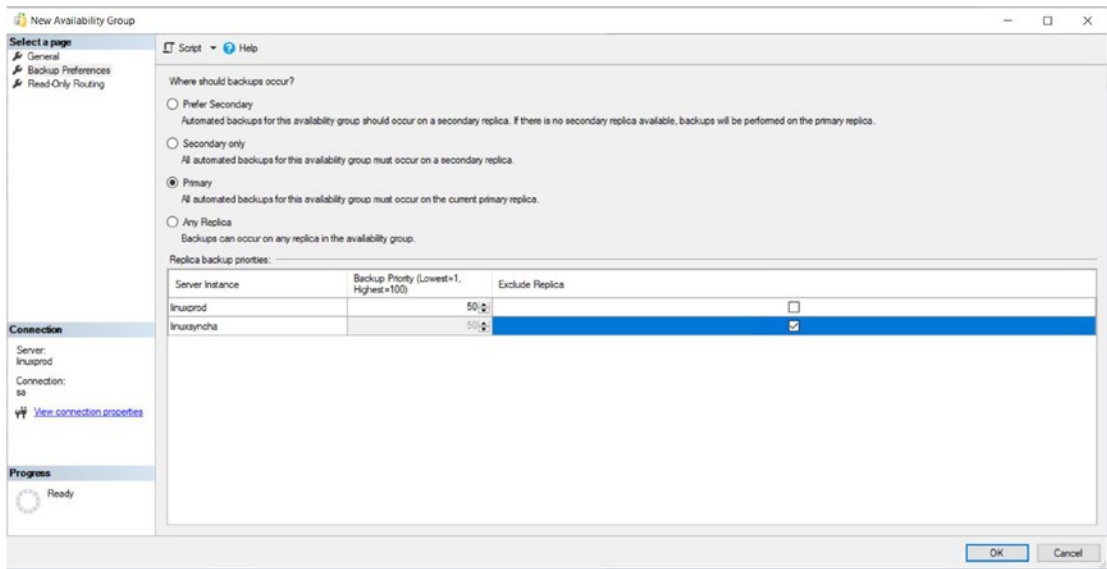 New Availability Group
Select a page
General
Backup Preferences
Read-Only Routing
Script Help
Where should backups occur?
Prefer Secondary
Automated backups for this availability group should occur on a secondary replica. If there is no secondary replica available, backups will be performed on the primary replica.
Secondary only
All automated backups for this availability group must occur on a secondary replica.
Primary
All automated backups for this availability group must occur on the current primary replica.
Any Replica
Backups can occur on any replica in the availability group.
Replica backup priorities:
Server Instance
Backup Priority (Lowest=1,
Highest=100)
Exclude Replica
linuxprod 50
linuxsyncha 50
Connection
Server:
linuxprod
Connection:
sa
View connection properties
Progress
Ready
OK Cancel